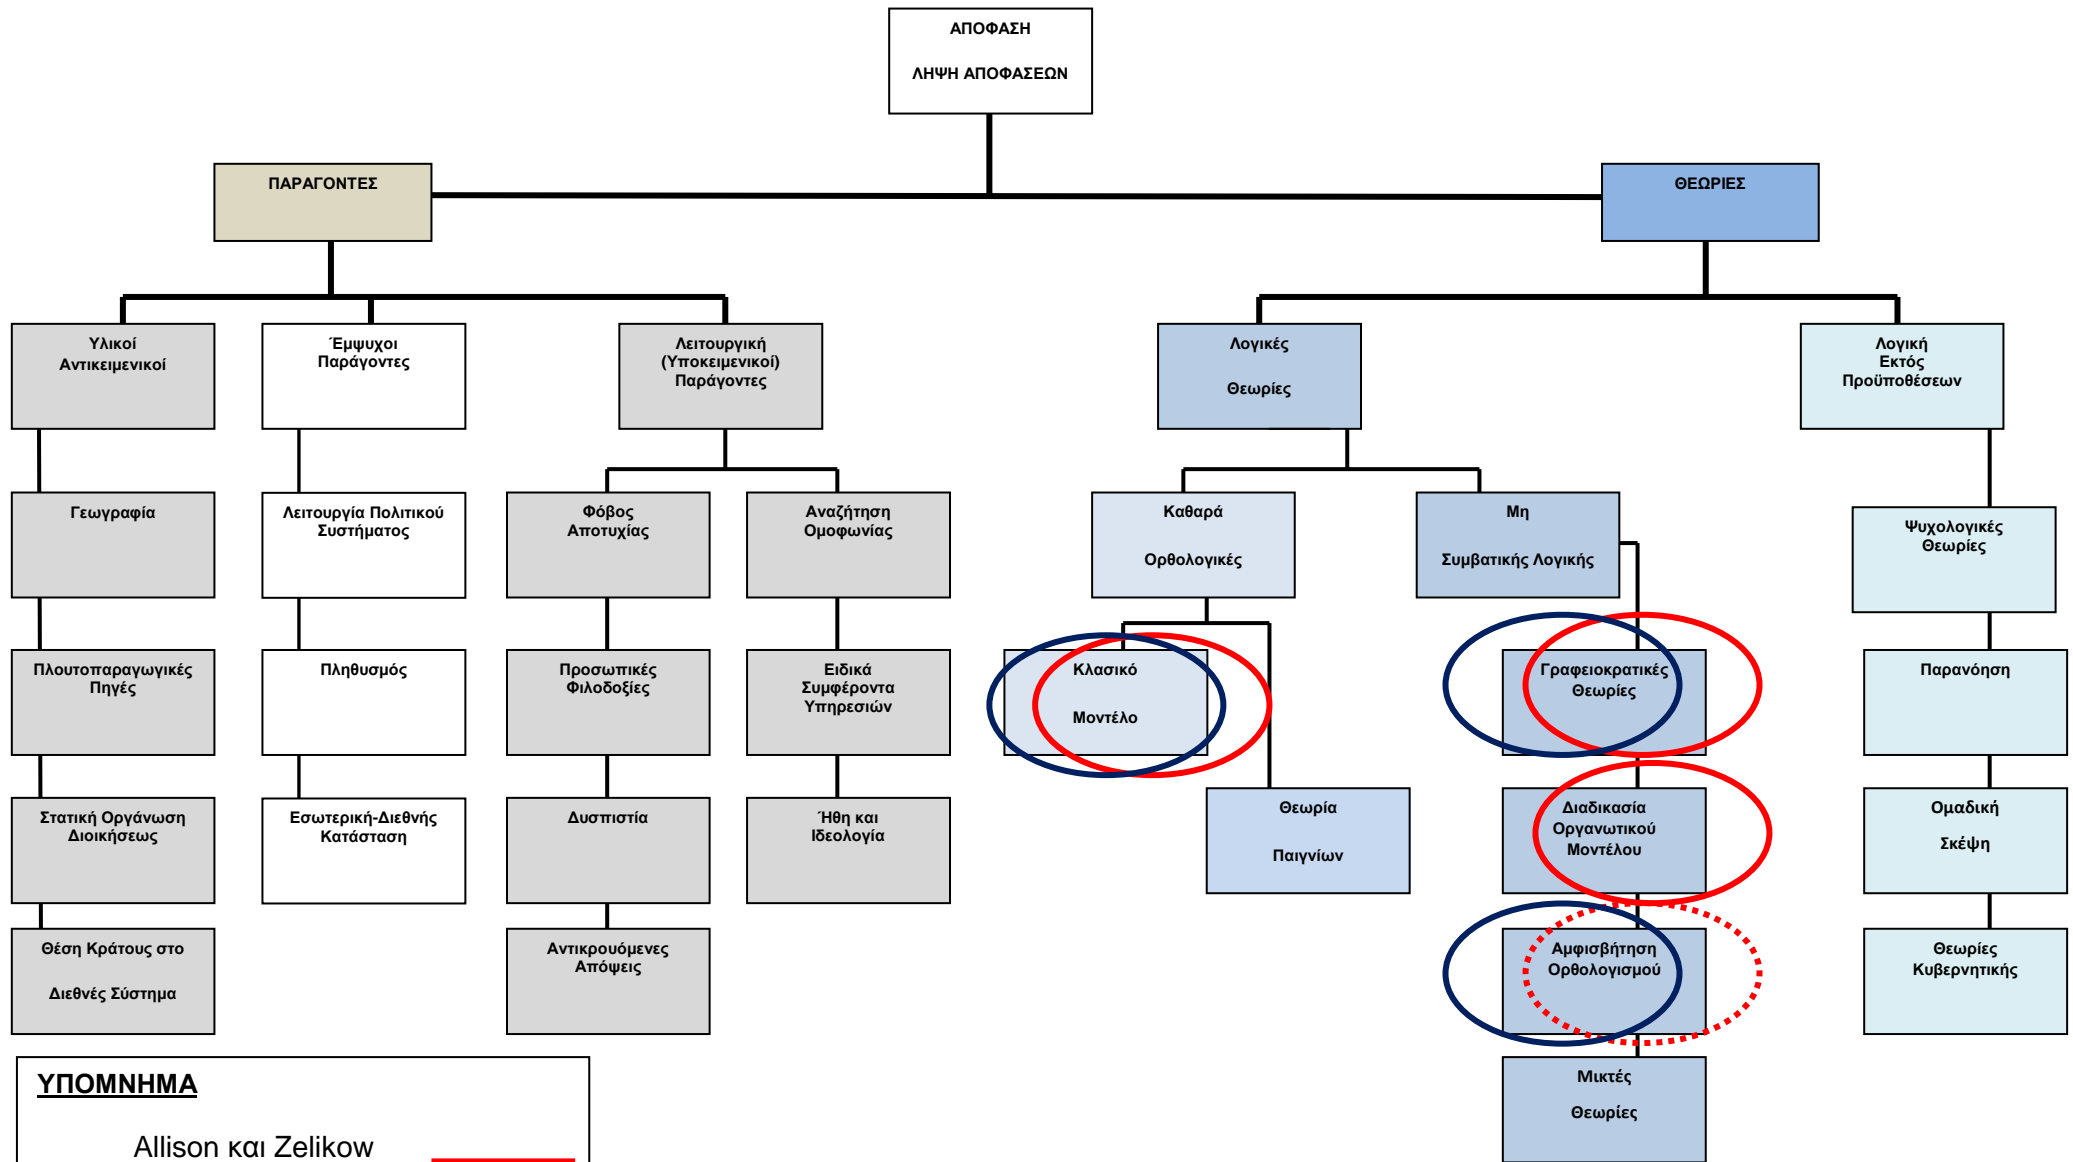 ΑΠΟΦΑΣΗ
ΛΗΨΗ ΑΠΟΦΑΣΕΩΝ
ΠΑΡΑΓΟΝΤΕΣ
ΘΕΩΡΙΕΣ
Υλικοί
Αντικειμενικοί
Έμψυχοι
Παράγοντες
Λειτουργική
(Υποκειμενικοί)
Παράγοντες
Λογικές
Θεωρίες
Λογική
Εκτός
Προϋποθέσεων
Γεωγραφία
Λειτουργία Πολιτικού
Συστήματος
Φόβος
Αποτυχίας
Αναζήτηση
Ομοφωνίας
Καθαρά
Ορθολογικές
Μη
Συμβατικής Λογικής
Ψυχολογικές
Θεωρίες
Πλουτοπαραγωγικές
Πηγές
Πληθυσμός
Προσωπικές
Φιλοδοξίες
Ειδικά
Συμφέροντα
Υπηρεσιών
Κλασικό
Μοντέλο
Γραφειοκρατικές
Θεωρίες
Παρανόηση
Στατική Οργάνωση
Διοικήσεως
Εσωτερική-Διεθνής
Κατάσταση
Δυσπιστία
Ήθη και
Ιδεολογία
Θεωρία
Παιγνίων
Διαδικασία
Οργανωτικού
Μοντέλου
Ομαδική
Σκέψη
Θέση Κράτους στο
Διεθνές Σύστημα
Αντικρουόμενες
Απόψεις
Αμφισβήτηση
Ορθολογισμού
Θεωρίες
Κυβερνητικής
Μικτές
Θεωρίες
ΥΠΟΜΝΗΜΑ
Allison και Zelikow